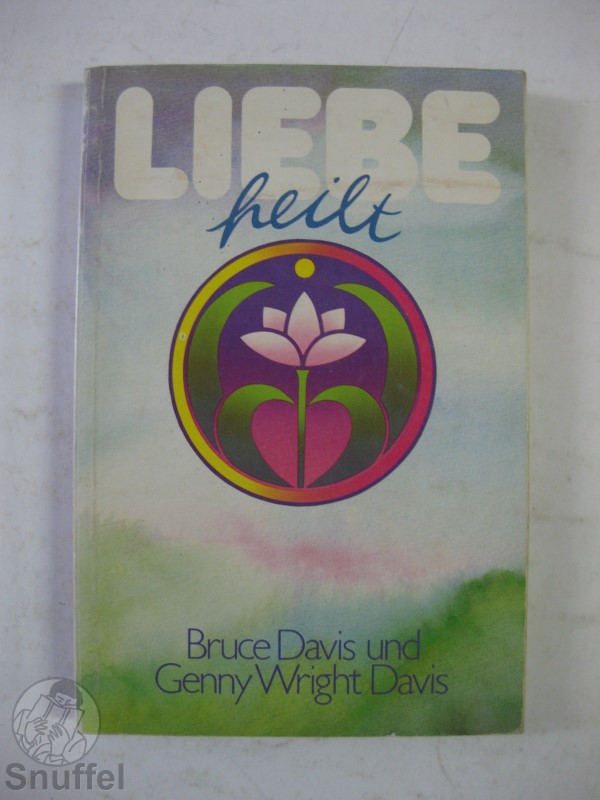 LIEBE
heilt
Bruce Davis und
Genny Wright Davis
Snuffel